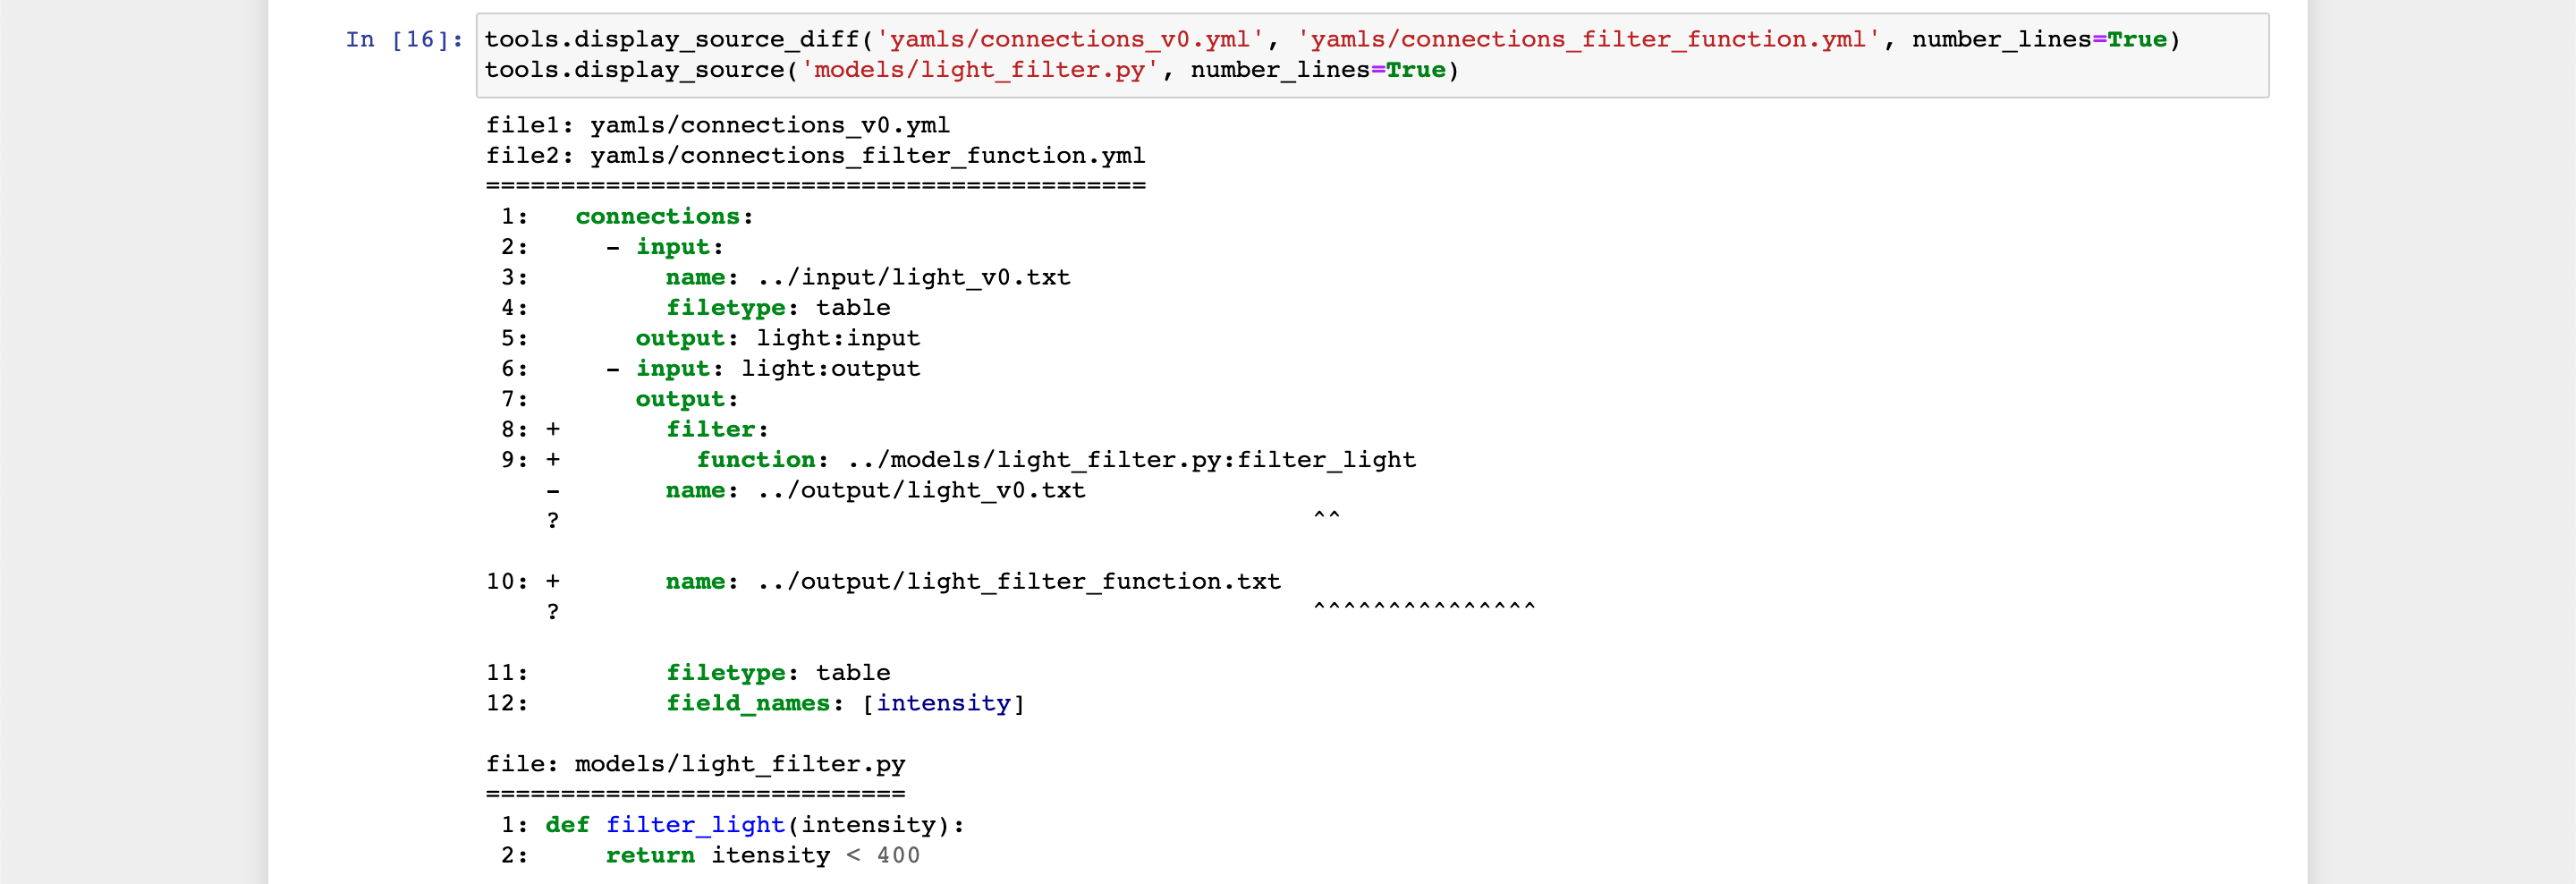 In [16]: tools.display_source_diff('yamls/connections_v0.yml', 'yamls/connections_filter_function.yml', number_lines=True)
tools.display_source('models/light_filter.py', number_lines=True)
file1: yamls/connections_v0.yml
file2: yamls/connections_filter_function.yml
============================================
1:   connections:
2:     - input:
3:         name: ../input/light_v0.txt
4:         filetype: table
5:       output: light:input
6:     - input: light:output
7:       output:
8: +       filter:
9: +         function: ../models/light_filter.py:filter_light
-       name: ../output/light_v0.txt
?                                                  ^^
10: +       name: ../output/light_filter_function.txt
?                                                  ^^^^^^^^^^^^^^^
11:         filetype: table
12:         field_names: [intensity]
file: models/light_filter.py
============================
1: def filter_light(intensity):
2:     return itensity < 400